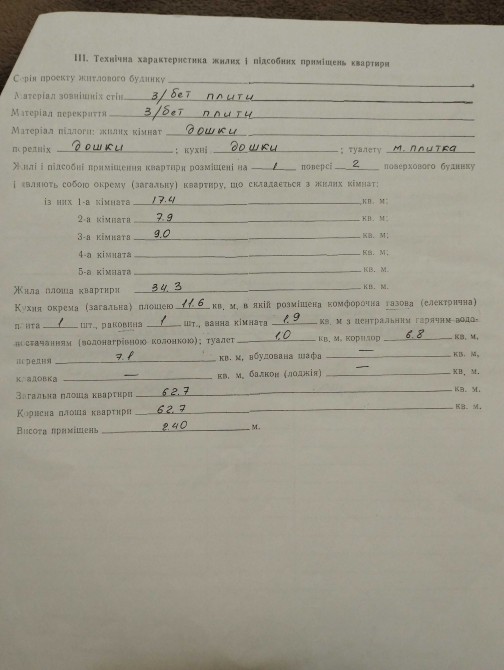 III. Технічна характеристика жилих і підсобних приміщень квартири
Серія проекту житлового будинку
Матеріал зовнішніх стін З/бет плити
Матеріал перекриття З/бет плити
Матеріал підлоги: жилих кімнат дошки
передніх дошки ; кухні дошки ; туалету м. плитка
Жилі і підсобні приміщення квартири розміщені на 1 поверсі 2 поверхового будинку
і являють собою окрему (загальну) квартиру, що складається з жилих кімнат:
із них 1-а кімната 17.4 кв. м;
2-а кімната 7.9 кв. м;
3-а кімната 9.0 кв. м;
4-а кімната кв. м;
5-а кімната кв. м.
Жила площа квартири 34.3 кв. м.
Кухня окрема (загальна) площею 11.6 кв. м, в якій розміщена комфорочна газова (електрична)
плита 1 шт., раковина 1 шт., ванна кімната 1,9 кв. м з центральним гарячим водо-
постачанням (водонагрівною колонкою); туалет 1.0 кв. м. коридор 6.8 кв. м,
передня 7.1 кв. м, вбудована шафа — кв. м,
кладовка — кв. м, балкон (лоджія) — кв. м.
Загальна площа квартири 62.7 кв. м.
Корисна площа квартири 62.7 кв. м.
Висота приміщень 2.40 м.